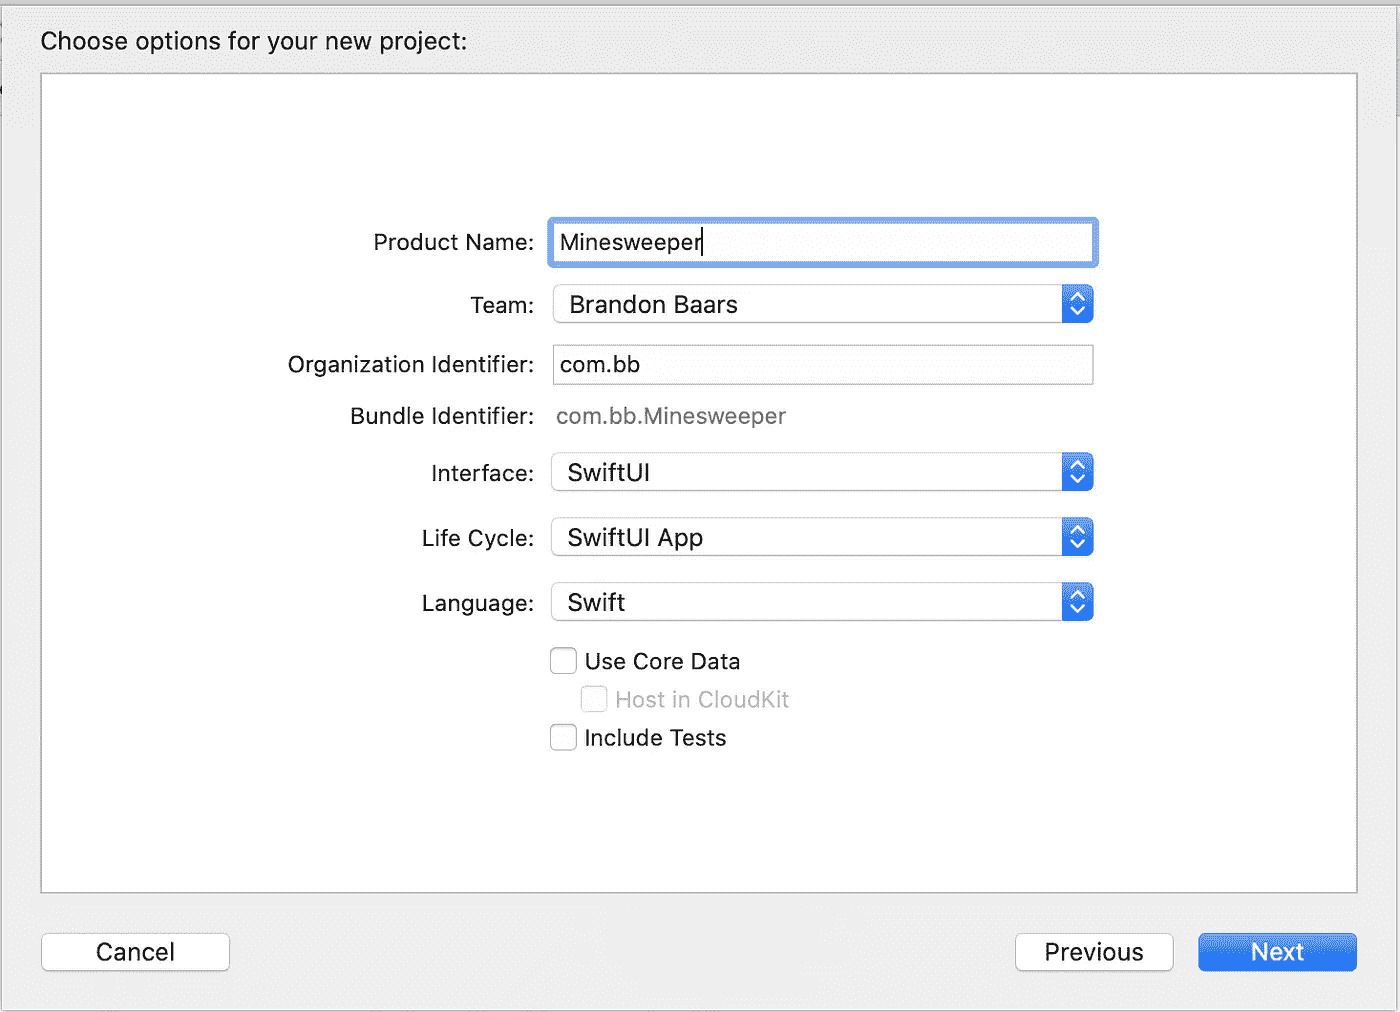 Choose options for your new project:
Product Name: Minesweeper
Team: Brandon Baars
Organization Identifier: com.bb
Bundle Identifier: com.bb.Minesweeper
Interface: SwiftUI
Life Cycle: SwiftUI App
Language: Swift
Use Core Data
Host in CloudKit
Include Tests
Cancel Previous Next